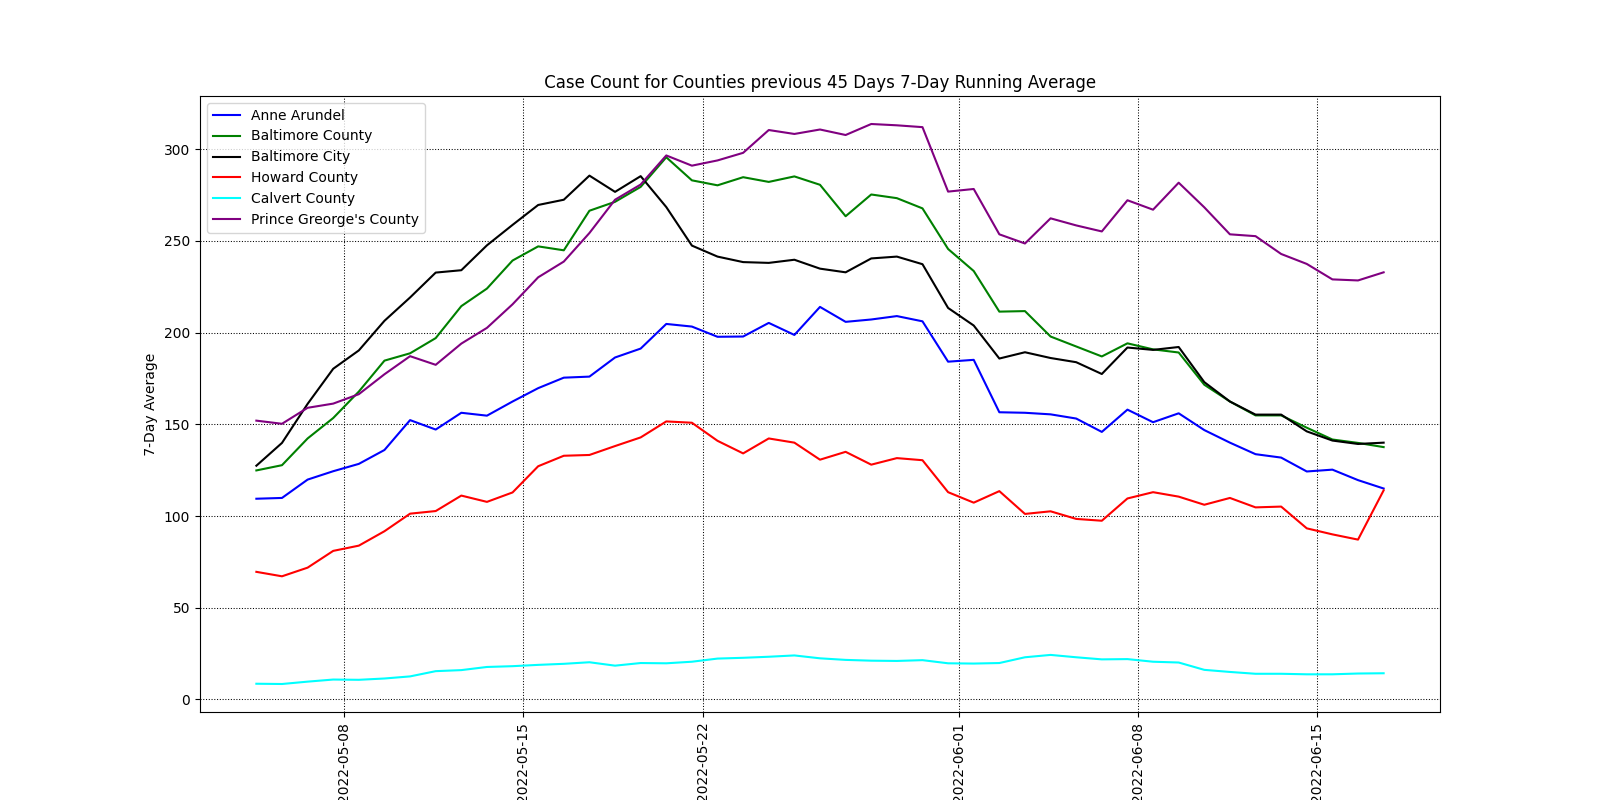 Case Count for Counties previous 45 Days 7-Day Running Average
Anne Arundel
Baltimore County
Baltimore City
Howard County
Calvert County
Prince Greorge's County
7-Day Average
300
250
200
150
100
50
0
2022-05-08
2022-05-15
2022-05-22
2022-06-01
2022-06-08
2022-06-15